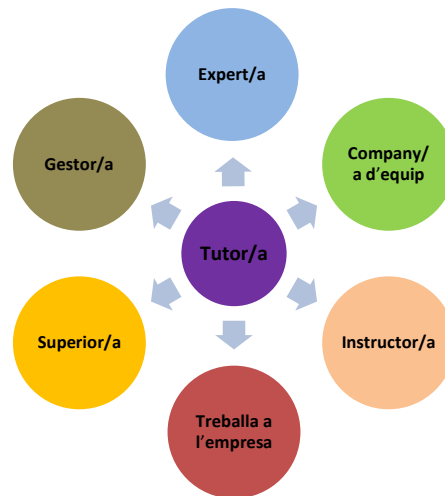 Expert/a
Gestor/a
Company/
a d'equip
Tutor/a
Superior/a
Instructor/a
Treballa a
l'empresa